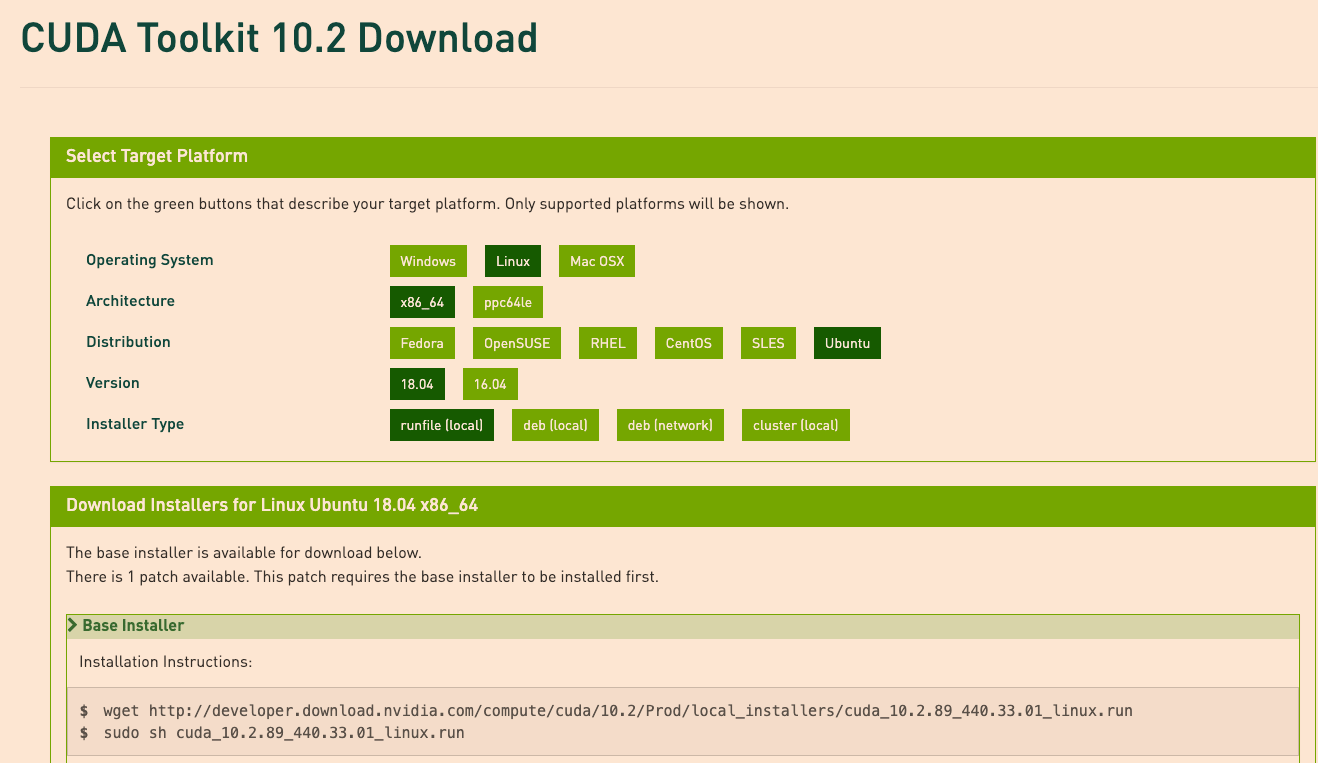 CUDA Toolkit 10.2 Download
Select Target Platform
Click on the green buttons that describe your target platform. Only supported platforms will be shown.
Operating System Windows Linux Mac OSX
Architecture x86_64 ppc64le
Distribution Fedora OpenSUSE RHEL CentOS SLES Ubuntu
Version 18.04 16.04
Installer Type runfile (local) deb (local) deb (network) cluster (local)
Download Installers for Linux Ubuntu 18.04 x86_64
The base installer is available for download below.
There is 1 patch available. This patch requires the base installer to be installed first.
Base Installer
Installation Instructions:
$ wget http://developer.download.nvidia.com/compute/cuda/10.2/Prod/local_installers/cuda_10.2.89_440.33.01_linux.run
$ sudo sh cuda_10.2.89_440.33.01_linux.run